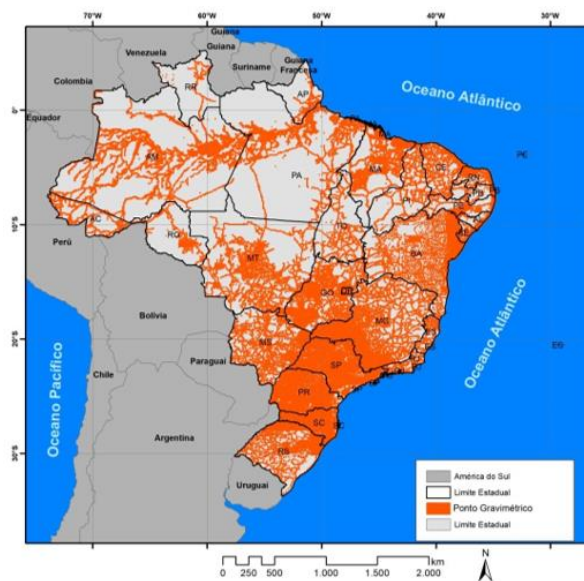 70°W
60°W
50°W
40°W
30°W
Guiana
Venezuela
Guiana
Suriname
Guiana
Francesa
Colombia
Equador
0°
10°S
20°S
30°S
RR
AP
AM
PA
MA
CE
RN
AC
RO
TO
BA
MT
GO
MG
MS
SP
PR
SC
RS
Oceano Atlântico
Oceano Atlântico
Oceano Pacífico
Perú
Bolivia
Paraguai
Chile
Argentina
Uruguai
América do Sul
Limite Estadual
Ponto Gravimétrico
Limite Estadual
0 250 500 1.000 1.500 2.000
km
N